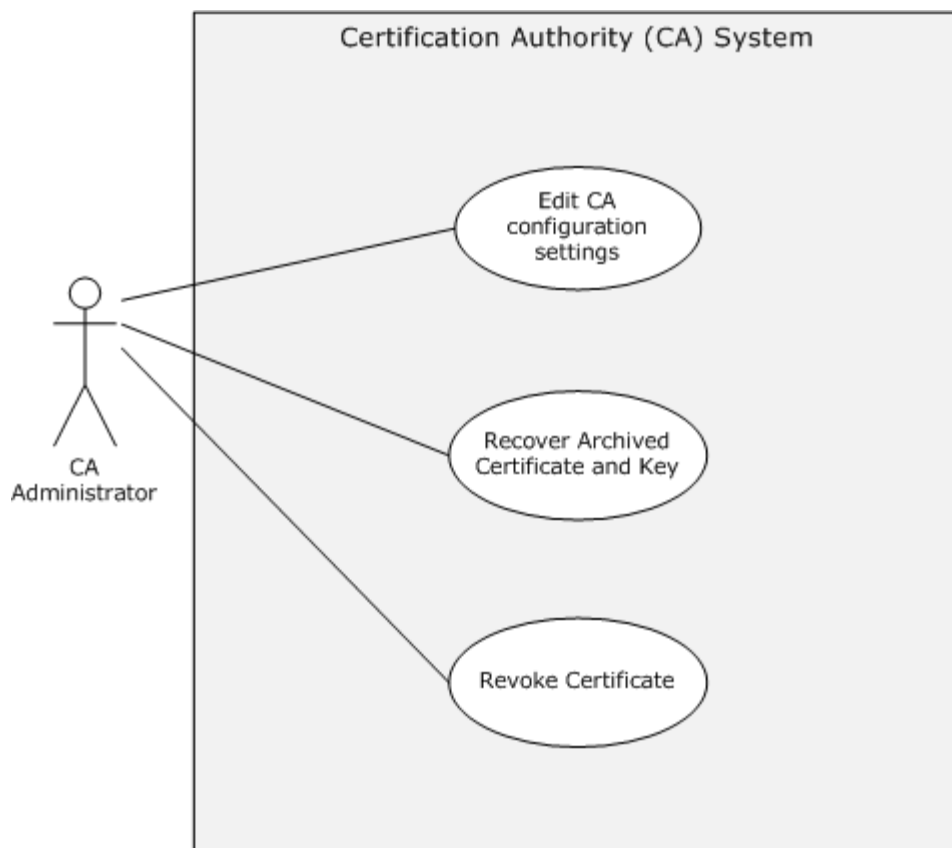 Certification Authority (CA) System
Edit CA
configuration
settings
Recover Archived
Certificate and Key
CA
Administrator
Revoke Certificate